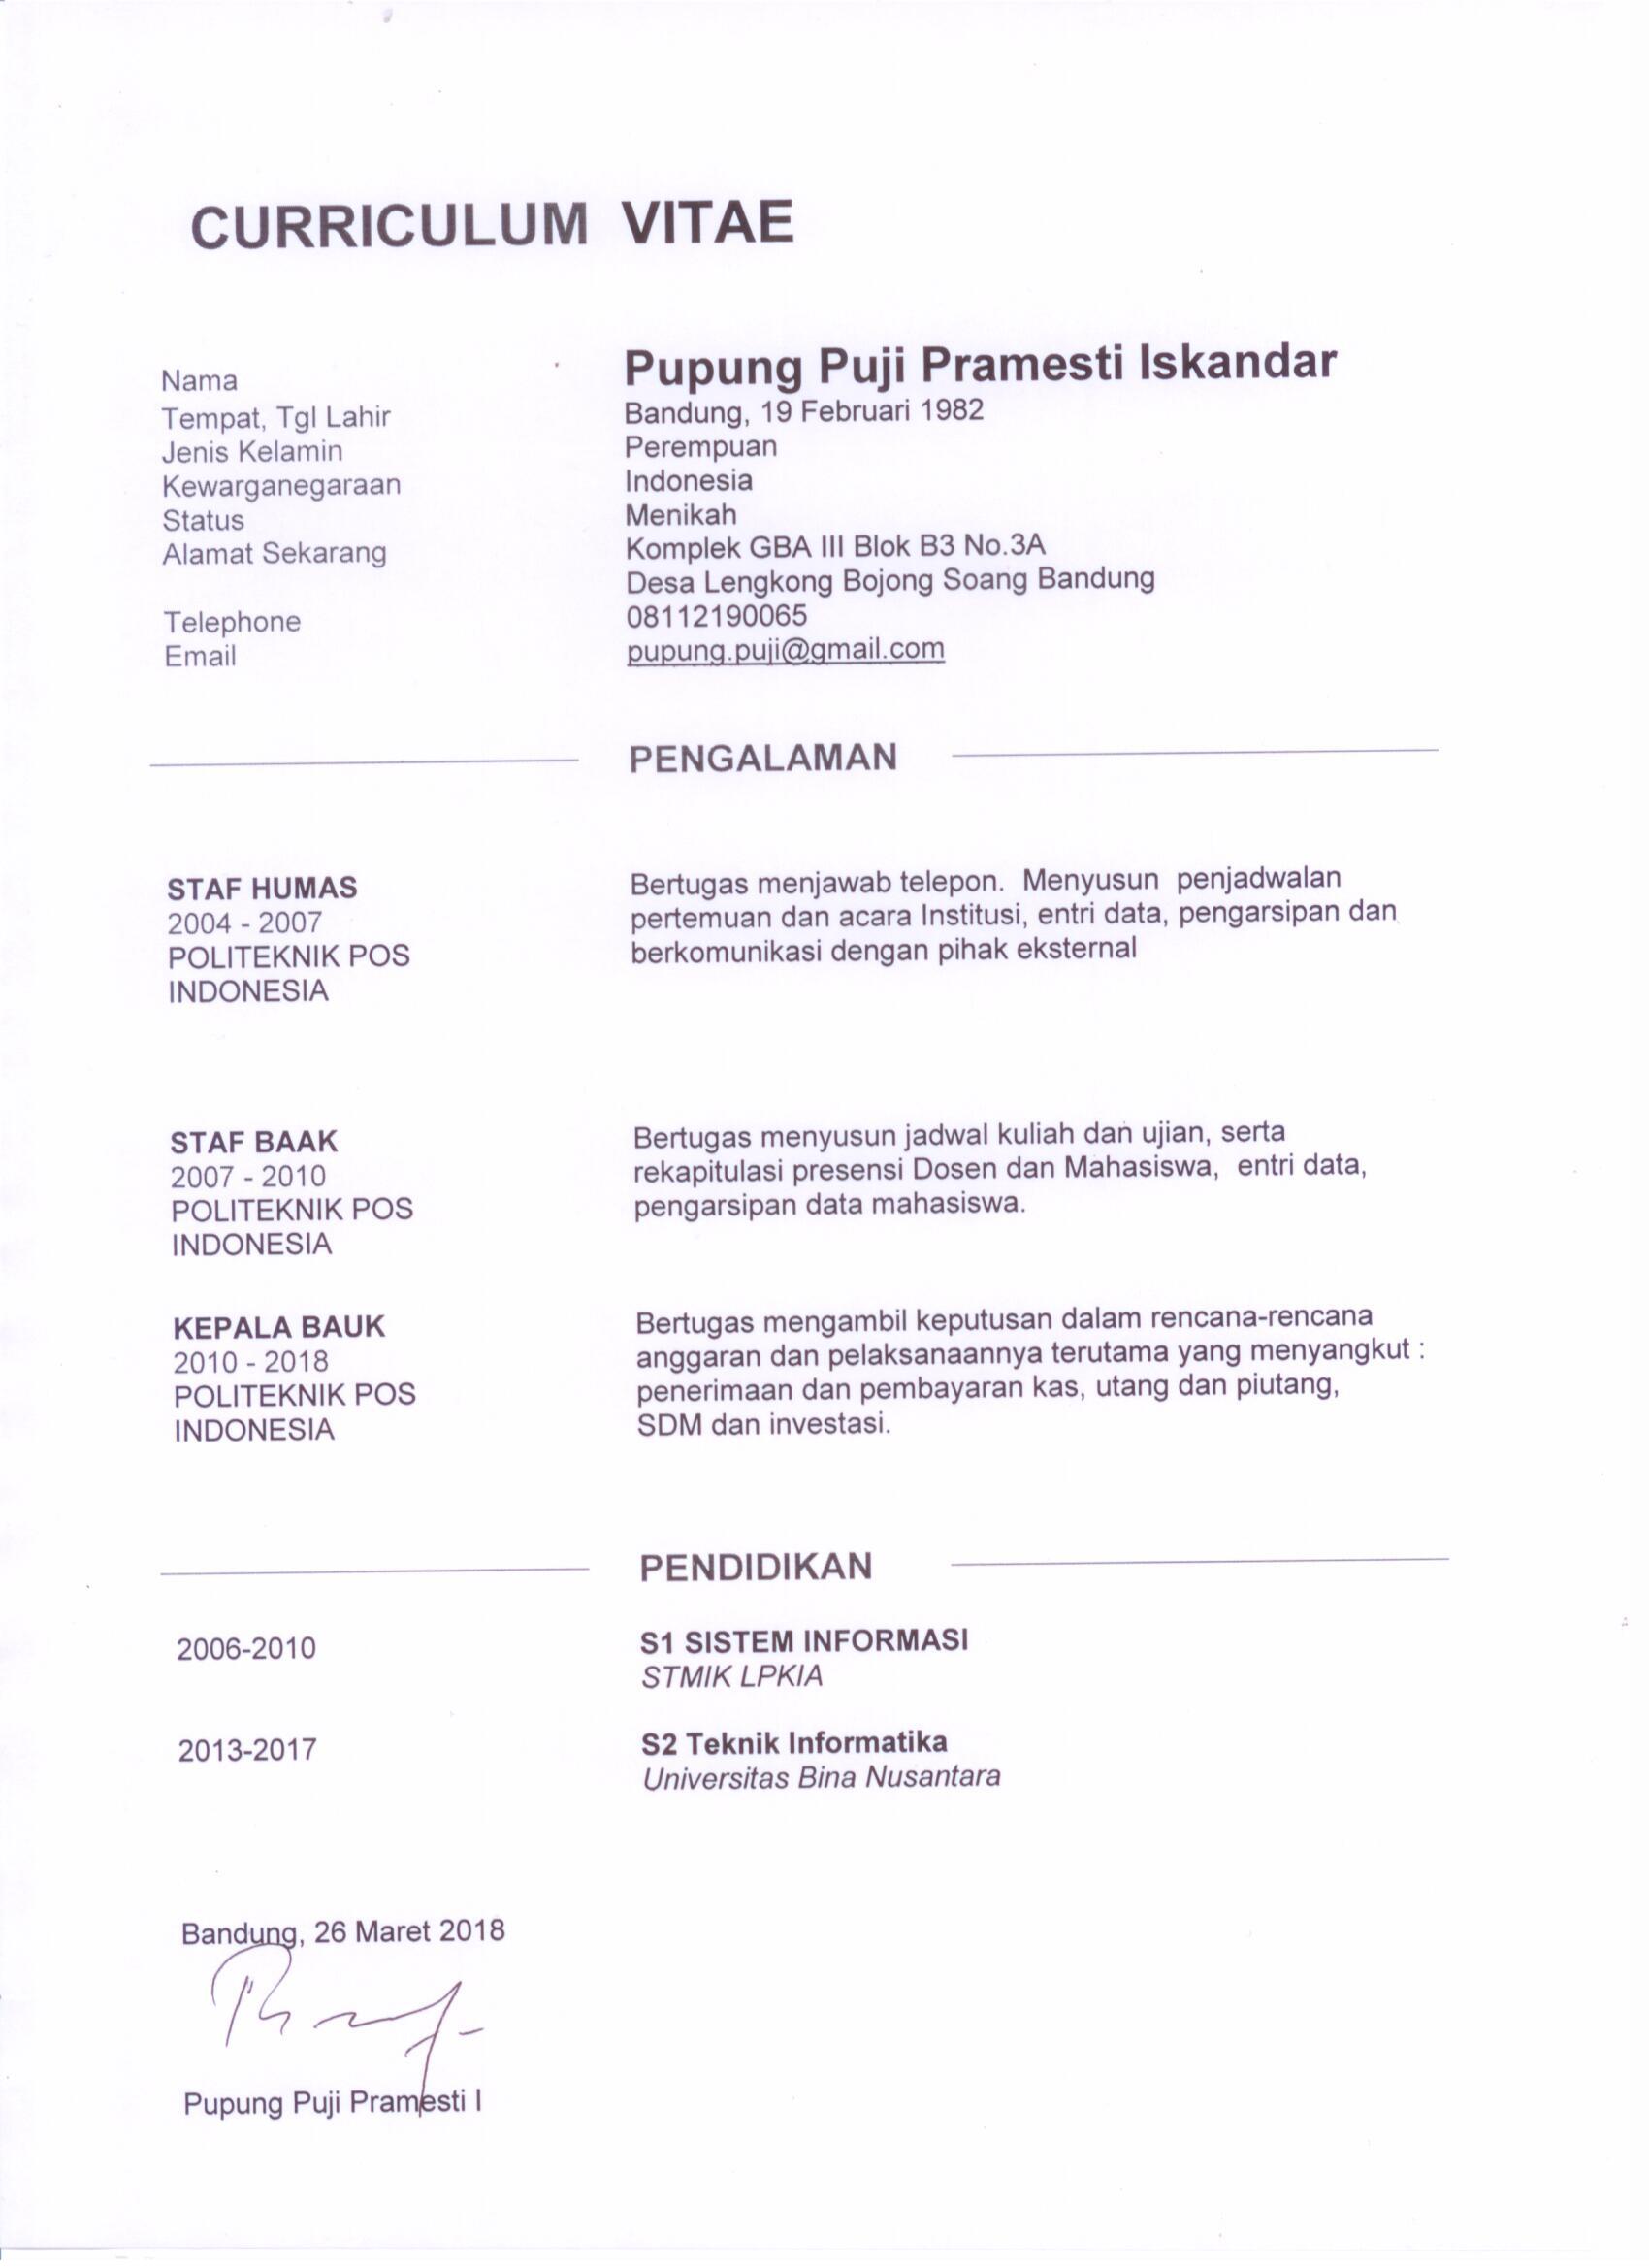 CURRICULUM VITAE
Nama Pupung Puji Pramesti Iskandar
Tempat, Tgl Lahir Bandung, 19 Februari 1982
Jenis Kelamin Perempuan
Kewarganegaraan Indonesia
Status Menikah
Alamat Sekarang Komplek GBA III Blok B3 No.3A
Desa Lengkong Bojong Soang Bandung
Telephone 08112190065
Email pupung.puji@gmail.com
PENGALAMAN
STAF HUMAS
2004 - 2007
POLITEKNIK POS
INDONESIA
Bertugas menjawab telepon. Menyusun penjadwalan
pertemuan dan acara Institusi, entri data, pengarsipan dan
berkomunikasi dengan pihak eksternal
STAF BAAK
2007 - 2010
POLITEKNIK POS
INDONESIA
Bertugas menyusun jadwal kuliah dan ujian, serta
rekapitulasi presensi Dosen dan Mahasiswa, entri data,
pengarsipan data mahasiswa.
KEPALA BAUK
2010 - 2018
POLITEKNIK POS
INDONESIA
Bertugas mengambil keputusan dalam rencana-rencana
anggaran dan pelaksanaannya terutama yang menyangkut :
penerimaan dan pembayaran kas, utang dan piutang,
SDM dan investasi.
PENDIDIKAN
2006-2010 S1 SISTEM INFORMASI
STMIK LPKIA
2013-2017 S2 Teknik Informatika
Universitas Bina Nusantara
Bandung, 26 Maret 2018
Pupung Puji Pramesti I